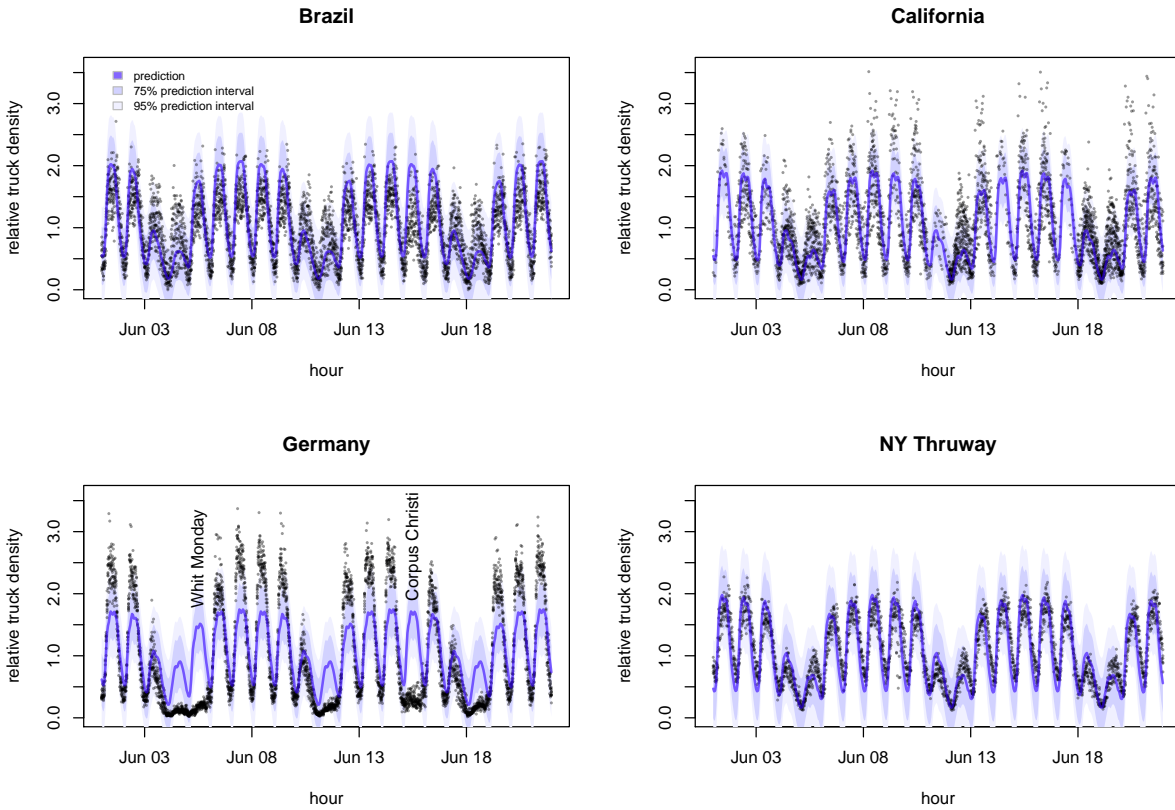 Brazil
relative truck density
0.0
1.0
2.0
3.0
prediction
75% prediction interval
95% prediction interval
Jun 03 Jun 08 Jun 13 Jun 18
hour
California
relative truck density
0.0
1.0
2.0
3.0
Jun 03 Jun 08 Jun 13 Jun 18
hour
Germany
relative truck density
0.0
1.0
2.0
3.0
Whit Monday
Corpus Christi
Jun 03 Jun 08 Jun 13 Jun 18
hour
NY Thruway
relative truck density
0.0
1.0
2.0
3.0
Jun 03 Jun 08 Jun 13 Jun 18
hour